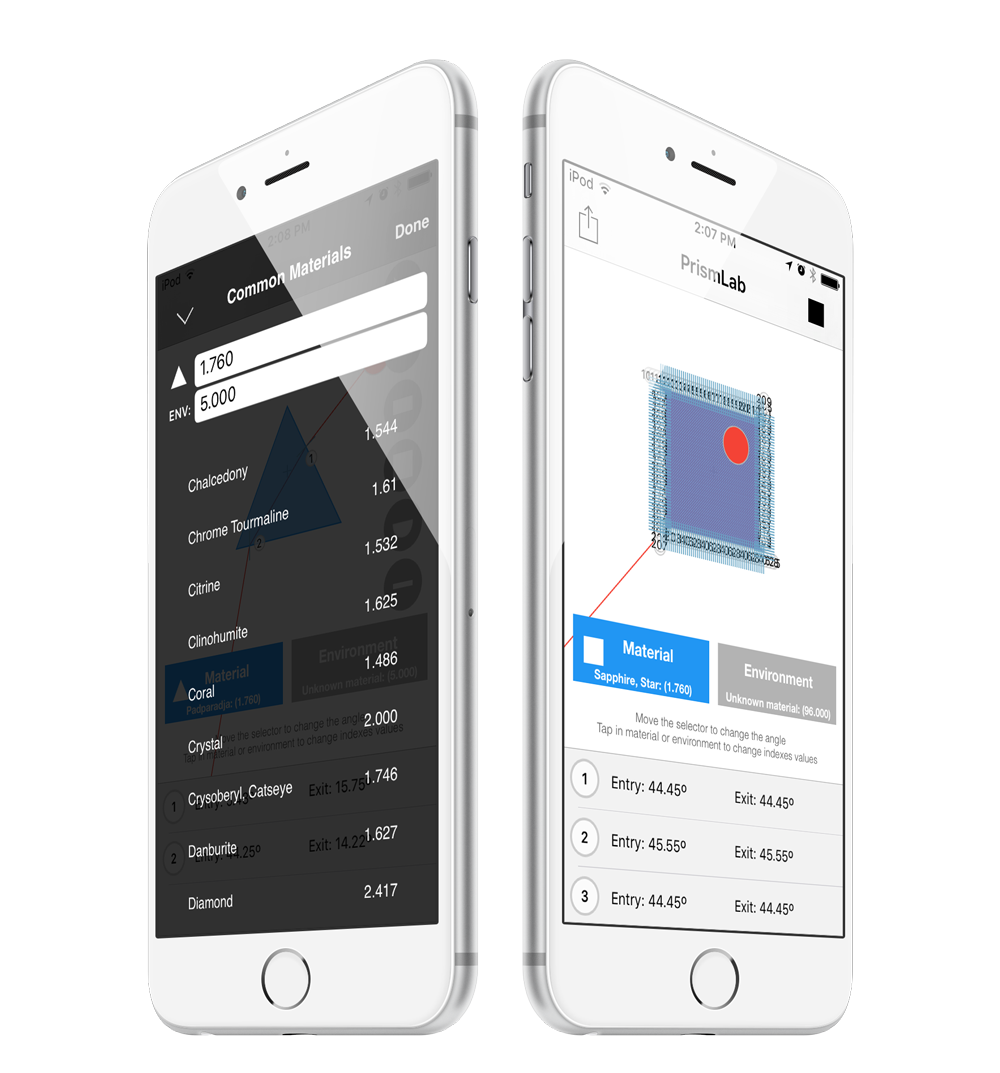 iPod 2:08 PM
Common Materials Done
1.760
ENV: 5.000
Chalcedony 1.544
Chrome Tourmaline 1.61
Citrine 1.532
Clinohumite 1.625
Coral 1.486
Crystal 2.000
Crysoberyl, Catseye 1.746
Danburite 1.627
Diamond 2.417
1
2
Material
Padparadja: (1.760)
Environment
Unknown material: (5.000)
Move the selector to change the angle
Tap in material or environment to change indexes values
1 Exit: 15.75º
2 Entry: 44.25º Exit: 14.22º
iPod 2:07 PM
PrismLab
209
207
Material
Sapphire, Star: (1.760)
Environment
Unknown material: (96.000)
Move the selector to change the angle
Tap in material or environment to change indexes values
1 Entry: 44.45º Exit: 44.45º
2 Entry: 45.55º Exit: 45.55º
3 Entry: 44.45º Exit: 44.45º